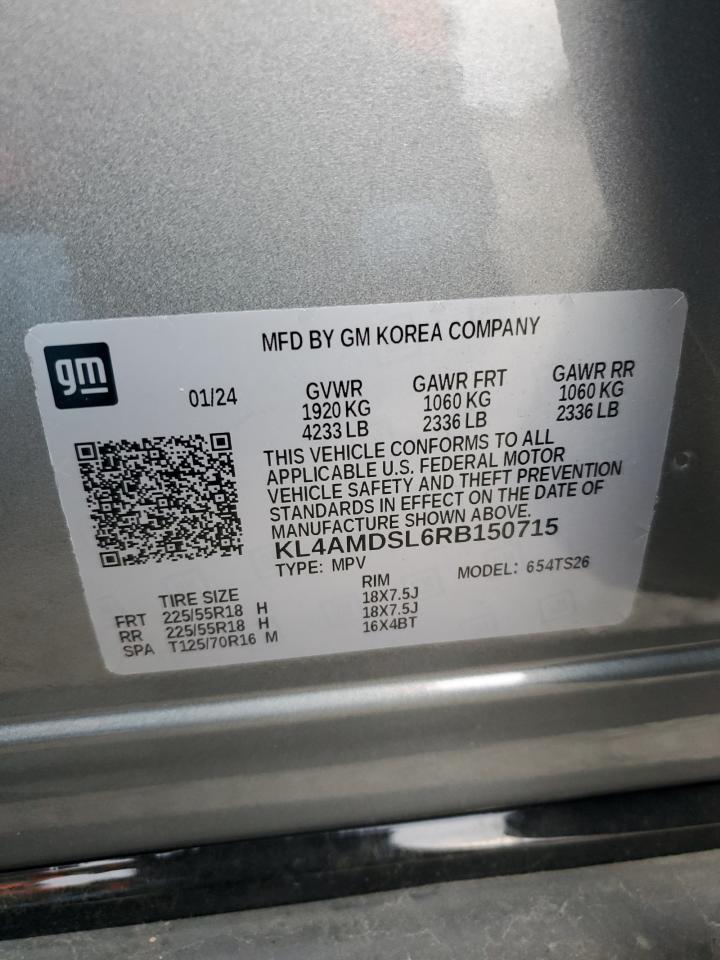 MFD BY GM KOREA COMPANY
gm
01/24
GVWR GAWR FRT GAWR RR
1920 KG 1060 KG 1060 KG
4233 LB 2336 LB 2336 LB
THIS VEHICLE CONFORMS TO ALL
APPLICABLE U.S. FEDERAL MOTOR
VEHICLE SAFETY AND THEFT PREVENTION
STANDARDS IN EFFECT ON THE DATE OF
MANUFACTURE SHOWN ABOVE.
KL4AMDSL6RB150715
TYPE: MPV MODEL: 654TS26
TIRE SIZE RIM
FRT 225/55R18 H 18X7.5J
RR 225/55R18 H 18X7.5J
SPA T125/70R16 M 16X4BT